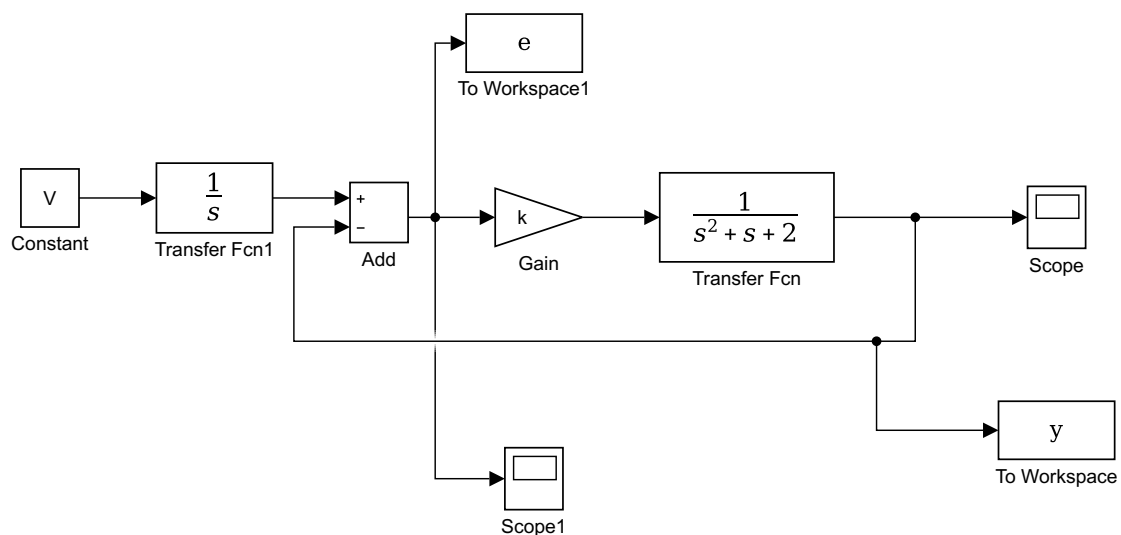 e
To Workspace1
V
Constant
1
s
Transfer Fcn1
+
−
Add
k
Gain
1
s² + s + 2
Transfer Fcn
Scope
y
To Workspace
Scope1